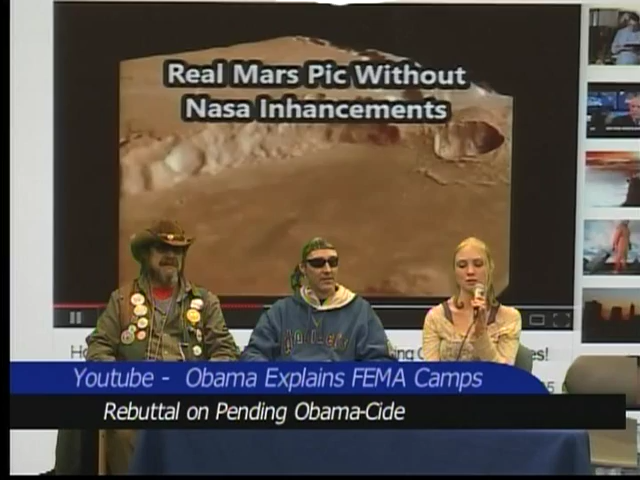 Real Mars Pic Without
Nasa Inhancements
Youtube - Obama Explains FEMA Camps
Rebuttal on Pending Obama-Cide